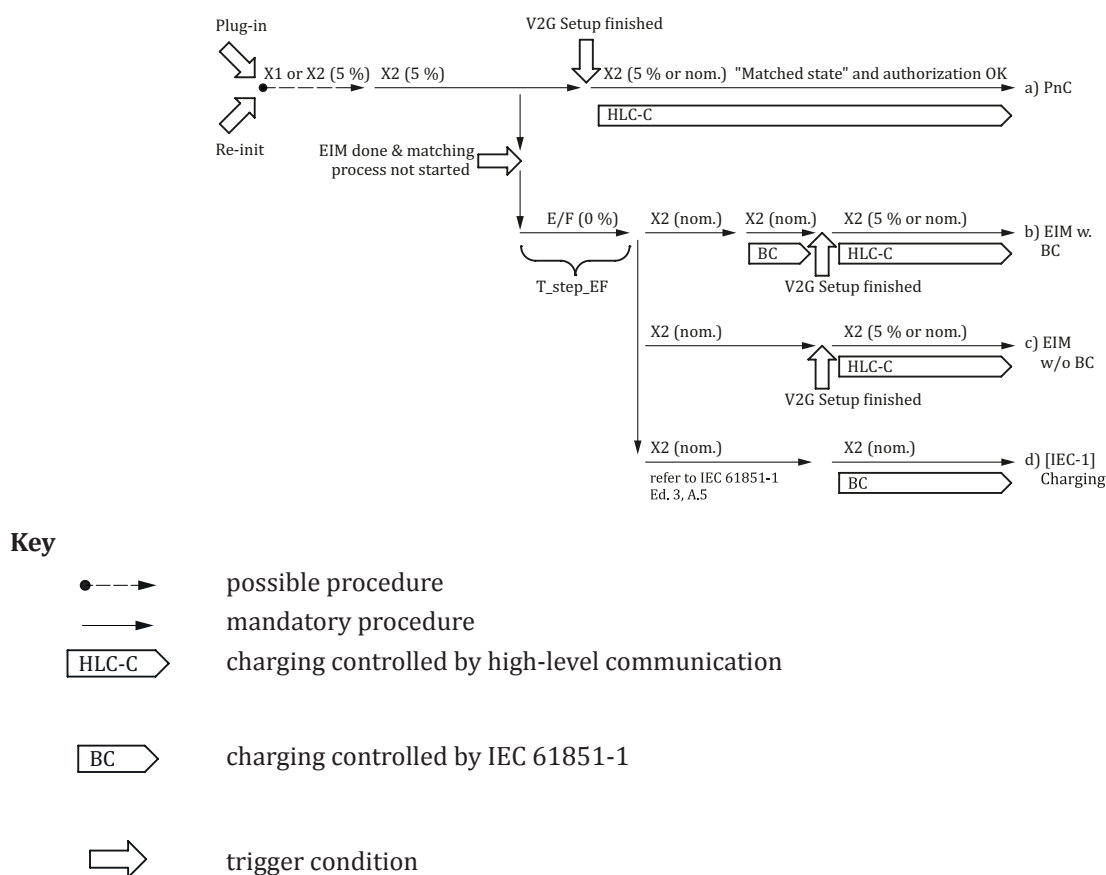 Plug-in
V2G Setup finished
X1 or X2 (5 %)
X2 (5 %)
X2 (5 % or nom.)
"Matched state" and authorization OK
a) PnC
HLC-C
Re-init
EIM done & matching
process not started
E/F (0 %)
X2 (nom.)
X2 (nom.)
X2 (5 % or nom.)
b) EIM w.
BC
BC
HLC-C
T_step_EF
V2G Setup finished
X2 (nom.)
X2 (5 % or nom.)
c) EIM
w/o BC
HLC-C
V2G Setup finished
X2 (nom.)
X2 (nom.)
d) [IEC-1]
Charging
refer to IEC 61851-1
Ed. 3, A.5
BC
Key
possible procedure
mandatory procedure
HLC-C
charging controlled by high-level communication
BC
charging controlled by IEC 61851-1
trigger condition